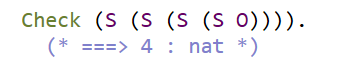 Check (S (S (S (S O)))).
(* ===> 4 : nat *)